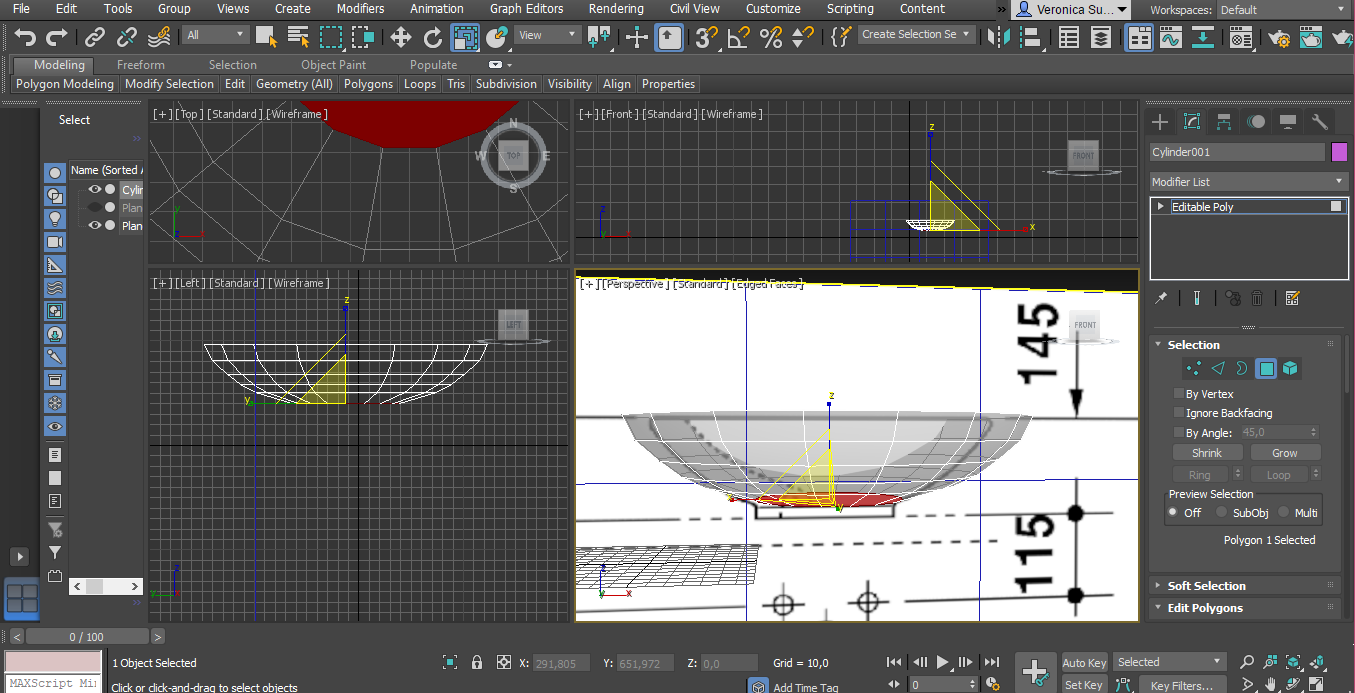 File Edit Tools Group Views Create Modifiers Animation Graph Editors Rendering Civil View Customize Scripting Content Veronica Su... Workspaces: Default
All View 3 Create Selection Se
Modeling Freeform Selection Object Paint Populate
Polygon Modeling Modify Selection Edit Geometry (All) Polygons Loops Tris Subdivision Visibility Align Properties
Select
Name (Sorted A
Cylin
Plan
Plan
[+] [Top] [Standard] [Wireframe]
N
W TOP E
S
y
x
[+] [Front] [Standard] [Wireframe]
FRONT
z
x
z
[+] [Left] [Standard] [Wireframe]
LEFT
z
y
z
y
[+] [Perspective] [Standard] [Edged Faces]
FRONT
145
z
y
115
z
x
Cylinder001
Modifier List
Editable Poly
Selection
By Vertex
Ignore Backfacing
By Angle: 45,0
Shrink Grow
Ring Loop
Preview Selection
Off SubObj Multi
Polygon 1 Selected
Soft Selection
Edit Polygons
< 0 / 100 >
1 Object Selected X: 291,805 Y: 651,972 Z: 0,0 Grid = 10,0 Auto Key Selected
MAXScript Mi
Click or click-and-drag to select objects Add Time Tag 0 Set Key Key Filters...